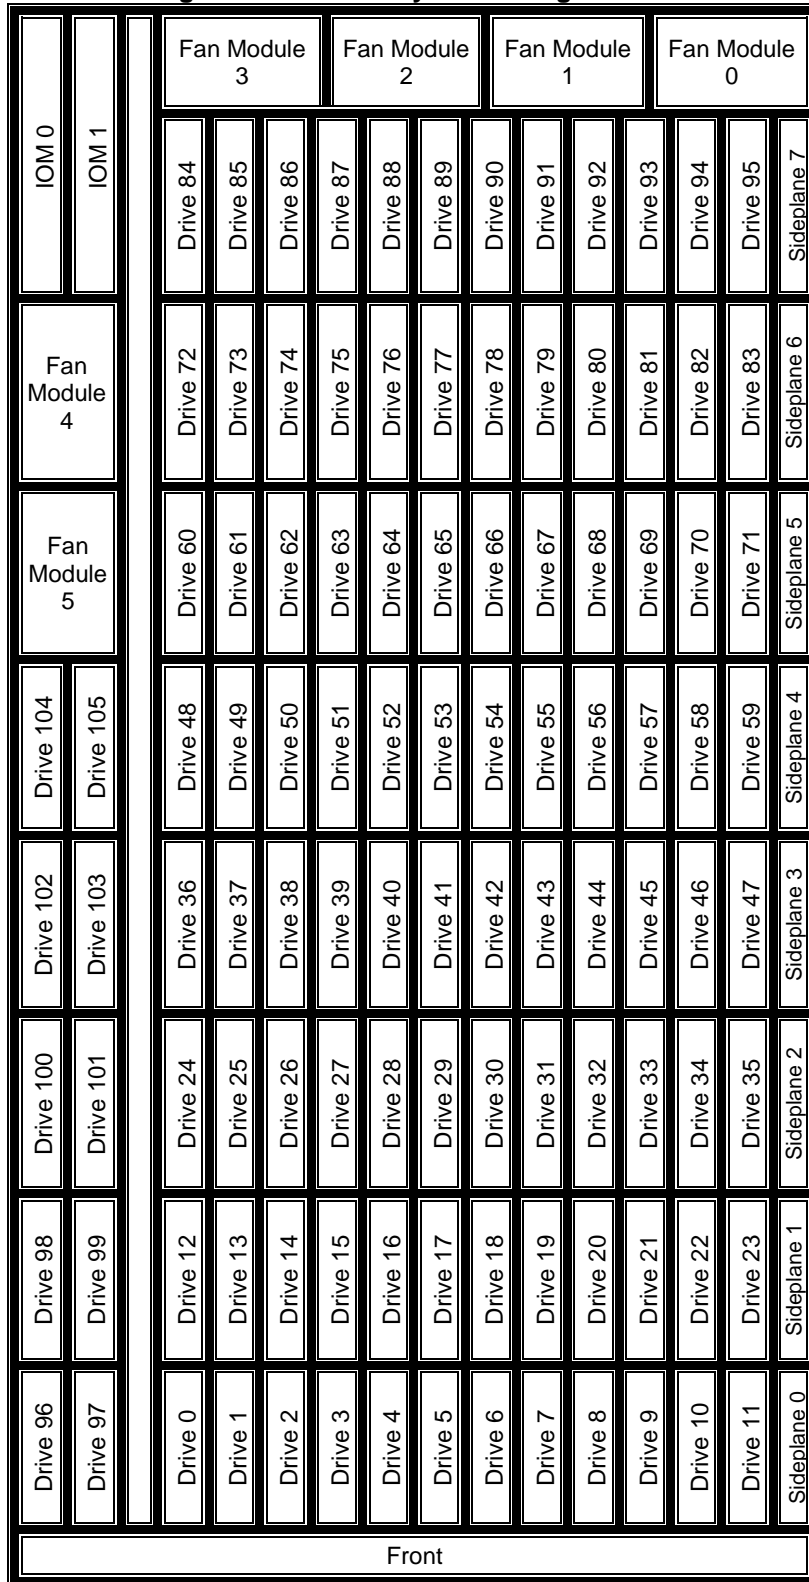 Fan Module 3
Fan Module 2
Fan Module 1
Fan Module 0
IOM 0
IOM 1
Drive 84
Drive 85
Drive 86
Drive 87
Drive 88
Drive 89
Drive 90
Drive 91
Drive 92
Drive 93
Drive 94
Drive 95
Sideplane 7
Fan Module 4
Drive 72
Drive 73
Drive 74
Drive 75
Drive 76
Drive 77
Drive 78
Drive 79
Drive 80
Drive 81
Drive 82
Drive 83
Sideplane 6
Fan Module 5
Drive 60
Drive 61
Drive 62
Drive 63
Drive 64
Drive 65
Drive 66
Drive 67
Drive 68
Drive 69
Drive 70
Drive 71
Sideplane 5
Drive 104
Drive 105
Drive 48
Drive 49
Drive 50
Drive 51
Drive 52
Drive 53
Drive 54
Drive 55
Drive 56
Drive 57
Drive 58
Drive 59
Sideplane 4
Drive 102
Drive 103
Drive 36
Drive 37
Drive 38
Drive 39
Drive 40
Drive 41
Drive 42
Drive 43
Drive 44
Drive 45
Drive 46
Drive 47
Sideplane 3
Drive 100
Drive 101
Drive 24
Drive 25
Drive 26
Drive 27
Drive 28
Drive 29
Drive 30
Drive 31
Drive 32
Drive 33
Drive 34
Drive 35
Sideplane 2
Drive 98
Drive 99
Drive 12
Drive 13
Drive 14
Drive 15
Drive 16
Drive 17
Drive 18
Drive 19
Drive 20
Drive 21
Drive 22
Drive 23
Sideplane 1
Drive 96
Drive 97
Drive 0
Drive 1
Drive 2
Drive 3
Drive 4
Drive 5
Drive 6
Drive 7
Drive 8
Drive 9
Drive 10
Drive 11
Sideplane 0
Front